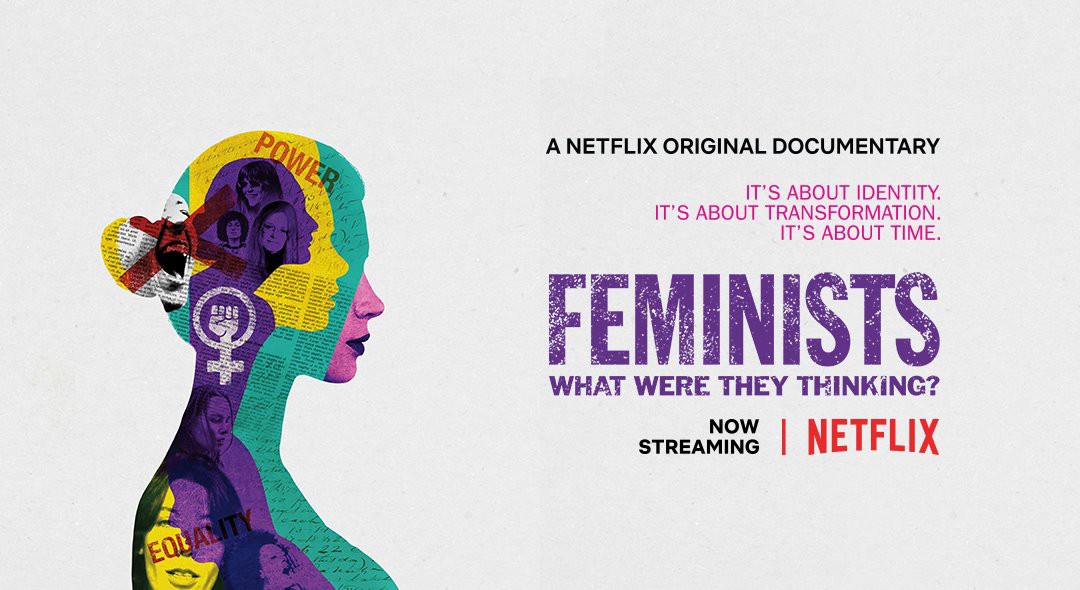 POWER
EQUALITY
A NETFLIX ORIGINAL DOCUMENTARY
IT'S ABOUT IDENTITY.
IT'S ABOUT TRANSFORMATION.
IT'S ABOUT TIME.
FEMINISTS
WHAT WERE THEY THINKING?
NOW
STREAMING
NETFLIX